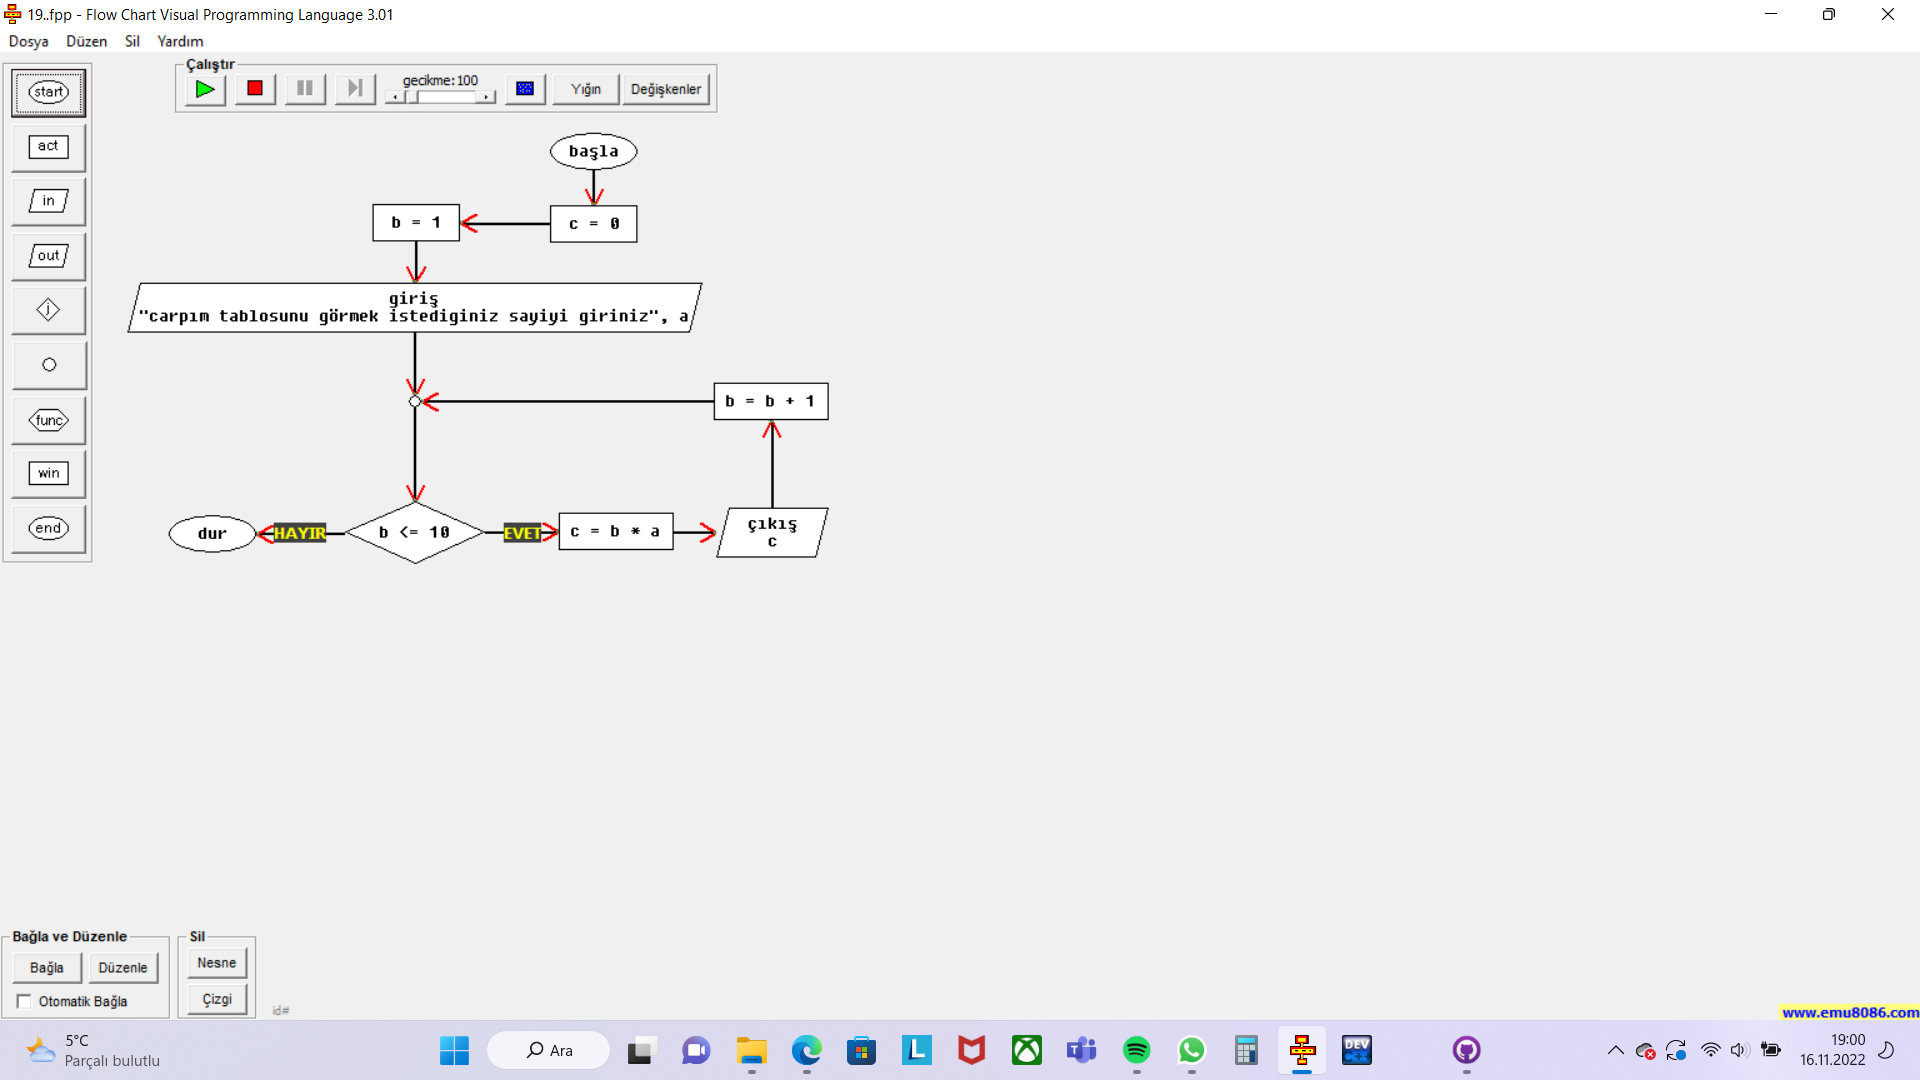 19..fpp - Flow Chart Visual Programming Language 3.01
Dosya Düzen Sil Yardım
Çalıştır
gecikme:100
Yığın
Değişkenler
start
act
in
out
j
func
win
end
başla
c = 0
b = 1
giriş
"carpım tablosunu görmek istediginiz sayiyi giriniz", a
b = b + 1
dur
HAYIR
b <= 10
EVET
c = b * a
çıkış
c
Bağla ve Düzenle
Bağla
Düzenle
Otomatik Bağla
Sil
Nesne
Çizgi
id#
www.emu8086.com
5°C
Parçalı bulutlu
Ara
L
DEV
C++
19:00
16.11.2022